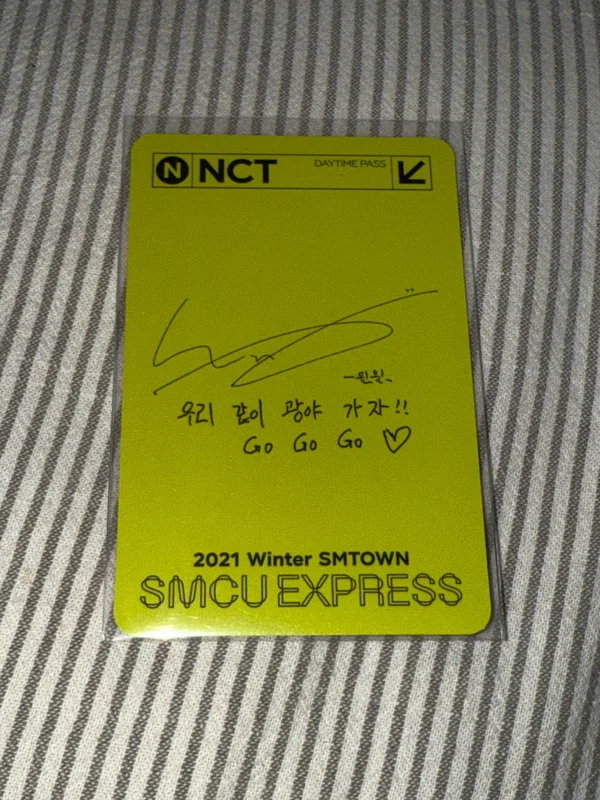 N NCT DAYTIME PASS
-윈윈-
우리 같이 광야 가자!!
Go Go Go ♡
2021 Winter SMTOWN
SMCU EXPRESS